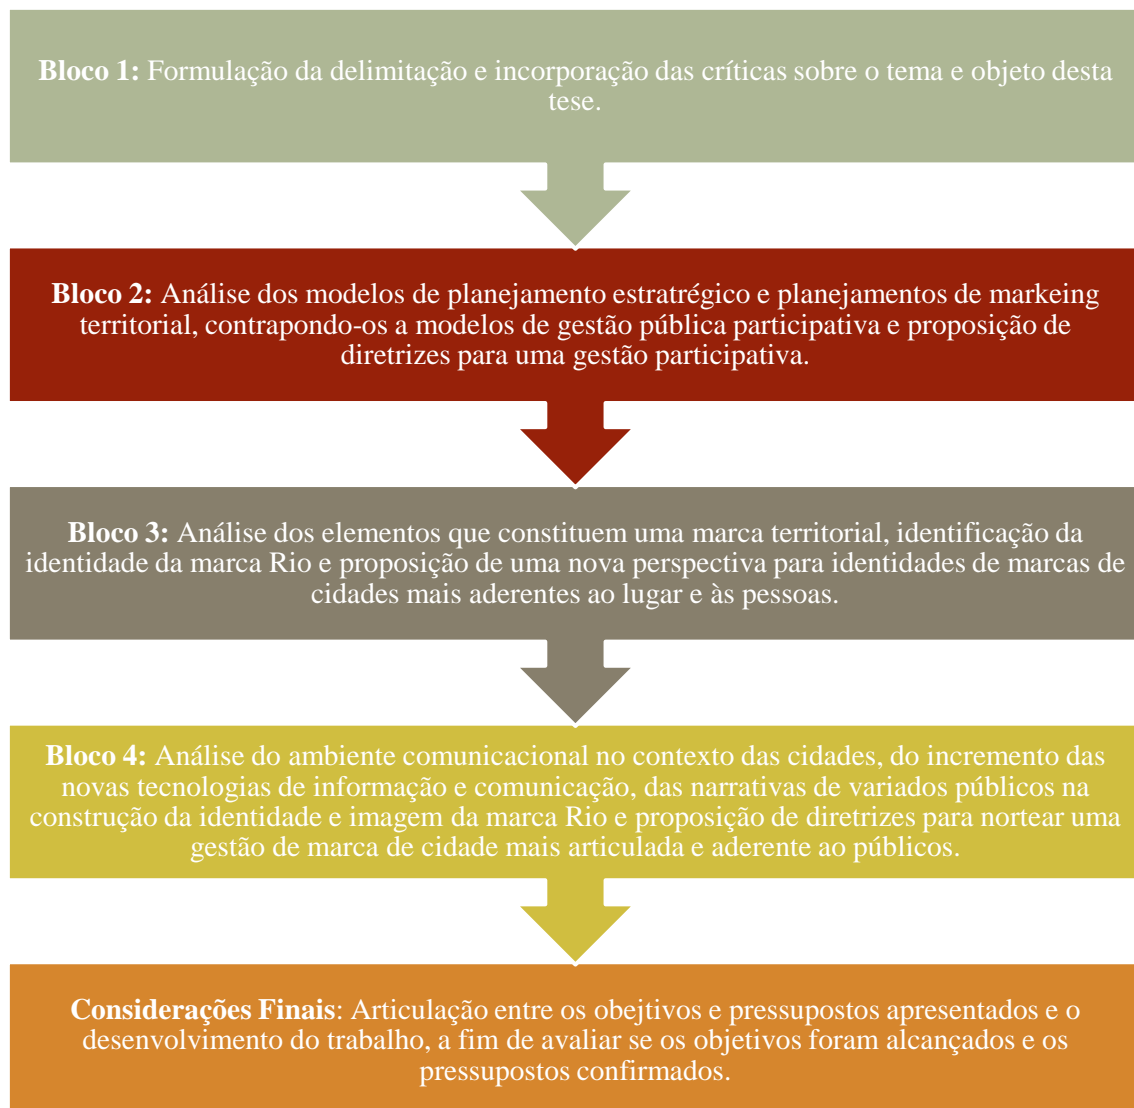 Bloco 1: Formulação da delimitação e incorporação das críticas sobre o tema e objeto desta
tese.
Bloco 2: Análise dos modelos de planejamento estratrégico e planejamentos de markeing
territorial, contrapondo-os a modelos de gestão pública participativa e proposição de
diretrizes para uma gestão participativa.
Bloco 3: Análise dos elementos que constituem uma marca territorial, identificação da
identidade da marca Rio e proposição de uma nova perspectiva para identidades de marcas de
cidades mais aderentes ao lugar e às pessoas.
Bloco 4: Análise do ambiente comunicacional no contexto das cidades, do incremento das
novas tecnologias de informação e comunicação, das narrativas de variados públicos na
construção da identidade e imagem da marca Rio e proposição de diretrizes para nortear uma
gestão de marca de cidade mais articulada e aderente ao públicos.
Considerações Finais: Articulação entre os obejtivos e pressupostos apresentados e o
desenvolvimento do trabalho, a fim de avaliar se os objetivos foram alcançados e os
pressupostos confirmados.